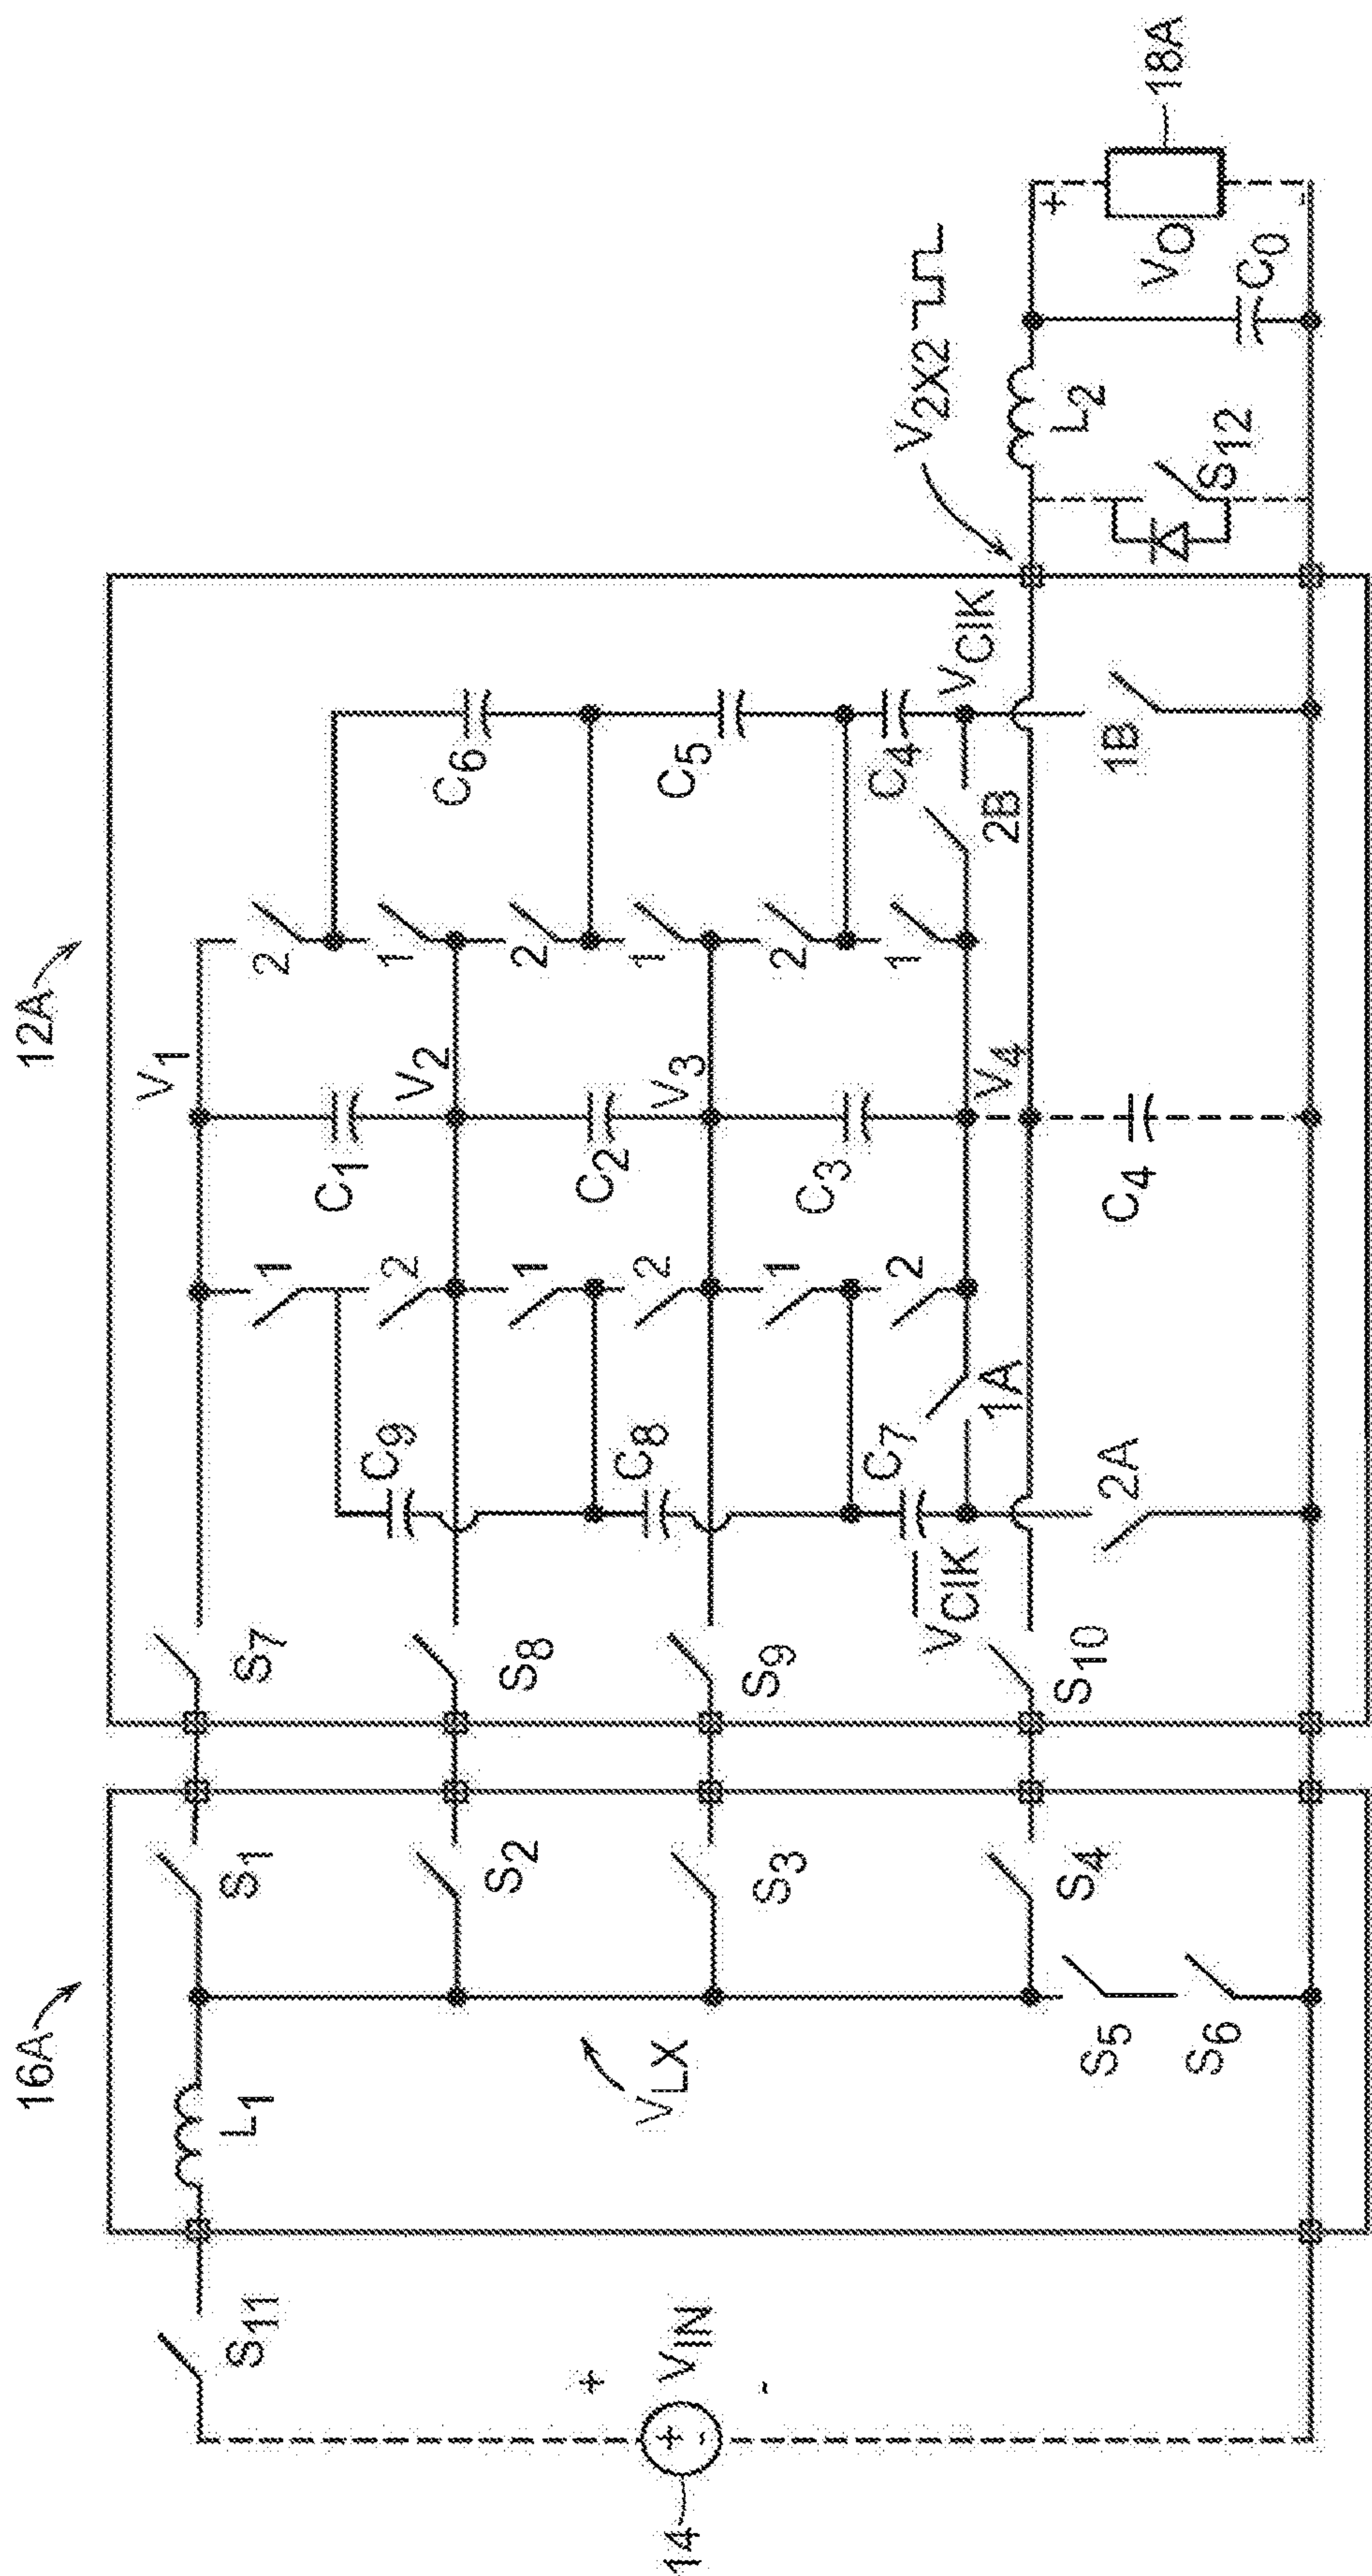 16A
12A
14
+
VIN
-
+
-
S11
L1
VLX
S1
S2
S3
S4
S5
S6
S7
S8
S9
S10
C9
C8
C7
VCIK
1
2
1
2
1
2
1A
2A
V1
V2
V3
V4
C1
C2
C3
C4
2
1
2
1
2
1
2B
1B
C6
C5
C4
VCIK
V2X2
L2
S12
C0
+
VO
-
18A